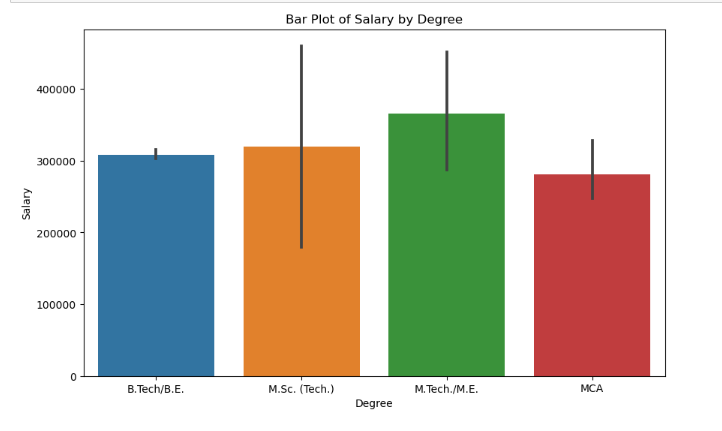 Bar Plot of Salary by Degree
400000
300000
200000
100000
0
Salary
B.Tech/B.E.
M.Sc. (Tech.)
M.Tech./M.E.
MCA
Degree